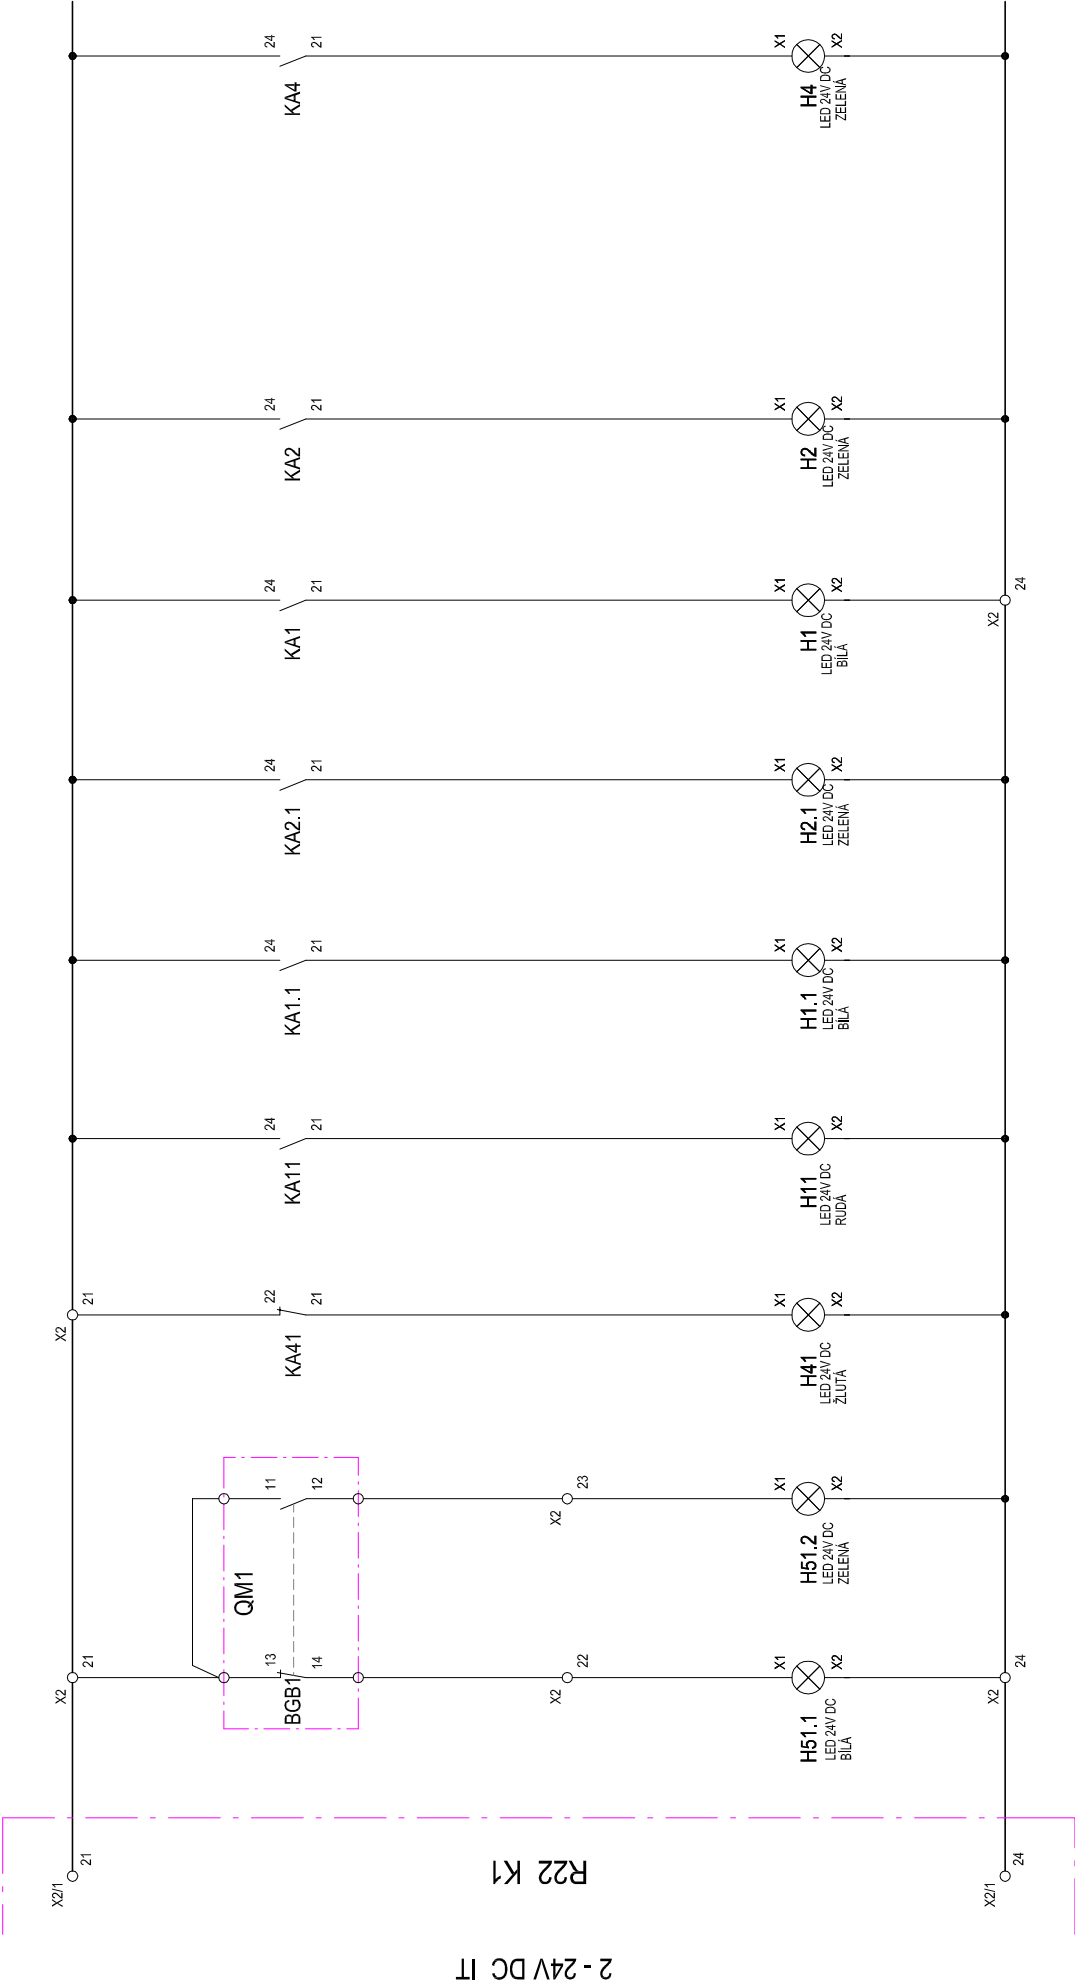 24
21
KA4
X1
X2
H4
LED 24V DC
ZELENÁ
24
21
KA2
X1
X2
H2
LED 24V DC
ZELENÁ
24
21
KA1
X1
X2
H1
LED 24V DC
BÍLÁ
24
X2
24
21
KA2.1
X1
X2
H2.1
LED 24V DC
ZELENÁ
24
21
KA1.1
X1
X2
H1.1
LED 24V DC
BÍLÁ
24
21
KA11
X1
X2
H11
LED 24V DC
RUDÁ
21
X2
22
21
KA41
X1
X2
H41
LED 24V DC
ŽLUTÁ
11
12
23
X2
X1
X2
H51.2
LED 24V DC
ZELENÁ
QM1
21
X2
13
14
BGB1
22
X2
X1
X2
H51.1
LED 24V DC
BÍLÁ
24
X2
21
X2/1
R22 K1
24
X2/1
2 - 24V DC IT